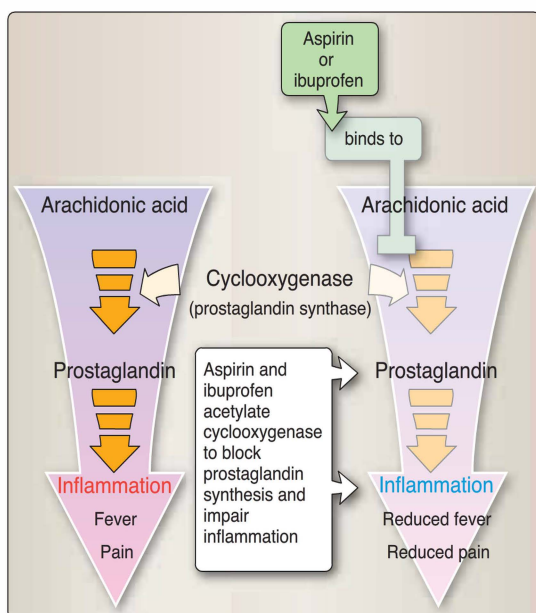 Aspirin
or
ibuprofen
binds to
Arachidonic acid
Arachidonic acid
Cyclooxygenase
(prostaglandin synthase)
Prostaglandin
Prostaglandin
Aspirin and
ibuprofen
acetylate
cyclooxygenase
to block
prostaglandin
synthesis and
impair
inflammation
Inflammation
Fever
Pain
Inflammation
Reduced fever
Reduced pain